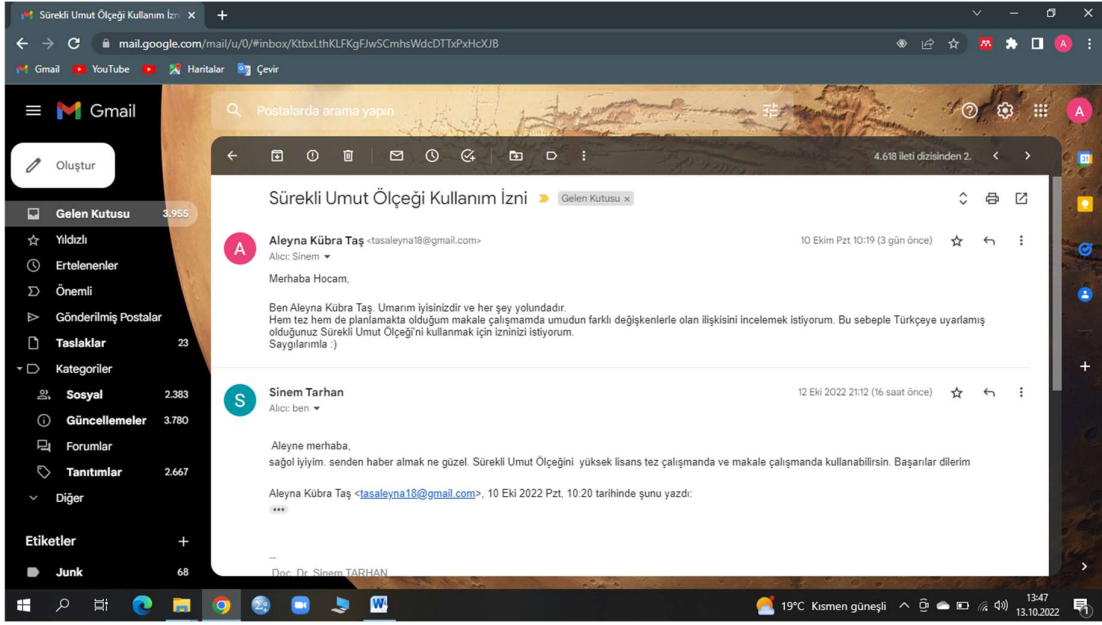 Sürekli Umut Ölçeği Kullanım İzn
mail.google.com/mail/u/0/#inbox/KtbxLthKLFKgFJwSCmhsWdcDTTxPxHcXJB
A
Gmail YouTube Haritalar Çevir
Gmail
Postalarda arama yapın
A
Oluştur
4.618 ileti dizisinden 2.
31
Gelen Kutusu 3.955
Yıldızlı
Ertelenenler
Önemli
Gönderilmiş Postalar
Taslaklar 23
Kategoriler
Sosyal 2.383
Güncellemeler 3.780
Forumlar
Tanıtımlar 2.667
Diğer
Etiketler
Junk 68
Sürekli Umut Ölçeği Kullanım İzni Gelen Kutusu x
A
Aleyna Kübra Taş <tasaleyna18@gmail.com> 10 Ekim Pzt 10:19 (3 gün önce)
Alıcı: Sinem
Merhaba Hocam,
Ben Aleyna Kübra Taş. Umarım iyisinizdir ve her şey yolundadır.
Hem tez hem de planlamakta olduğum makale çalışmamda umudun farklı değişkenlerle olan ilişkisini incelemek istiyorum. Bu sebeple Türkçeye uyarlamış
olduğunuz Sürekli Umut Ölçeği'ni kullanmak için izninizi istiyorum.
Saygılarımla :)
S
Sinem Tarhan 12 Eki 2022 21:12 (16 saat önce)
Alıcı: ben
Aleyne merhaba,
sağol iyiyim. senden haber almak ne güzel. Sürekli Umut Ölçeğini yüksek lisans tez çalışmanda ve makale çalışmanda kullanabilirsin. Başarılar dilerim
Aleyna Kübra Taş <tasaleyna18@gmail.com>, 10 Eki 2022 Pzt, 10:20 tarihinde şunu yazdı:
--
Doç. Dr. Sinem TARHAN
19°C Kısmen güneşli
13:47
13.10.2022